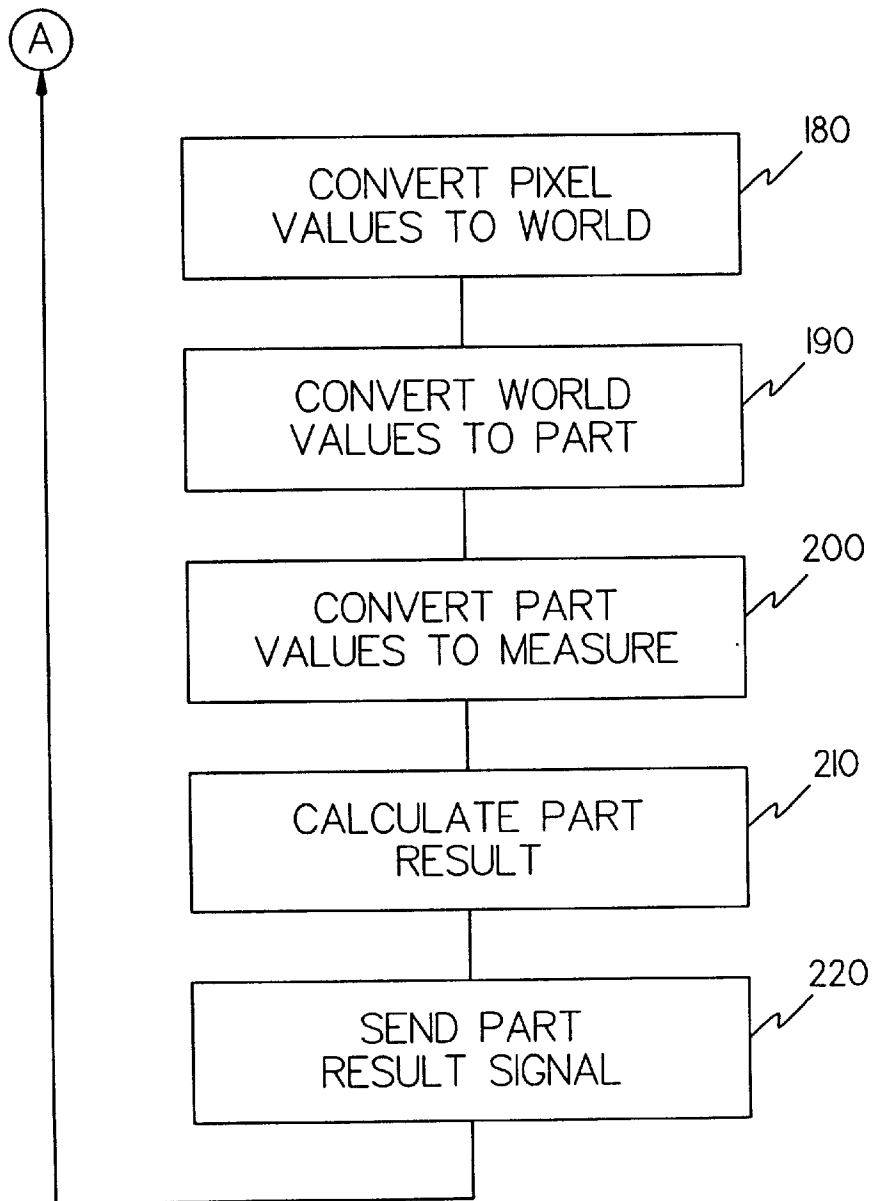 A
180
CONVERT PIXEL
VALUES TO WORLD
190
CONVERT WORLD
VALUES TO PART
200
CONVERT PART
VALUES TO MEASURE
210
CALCULATE PART
RESULT
220
SEND PART
RESULT SIGNAL